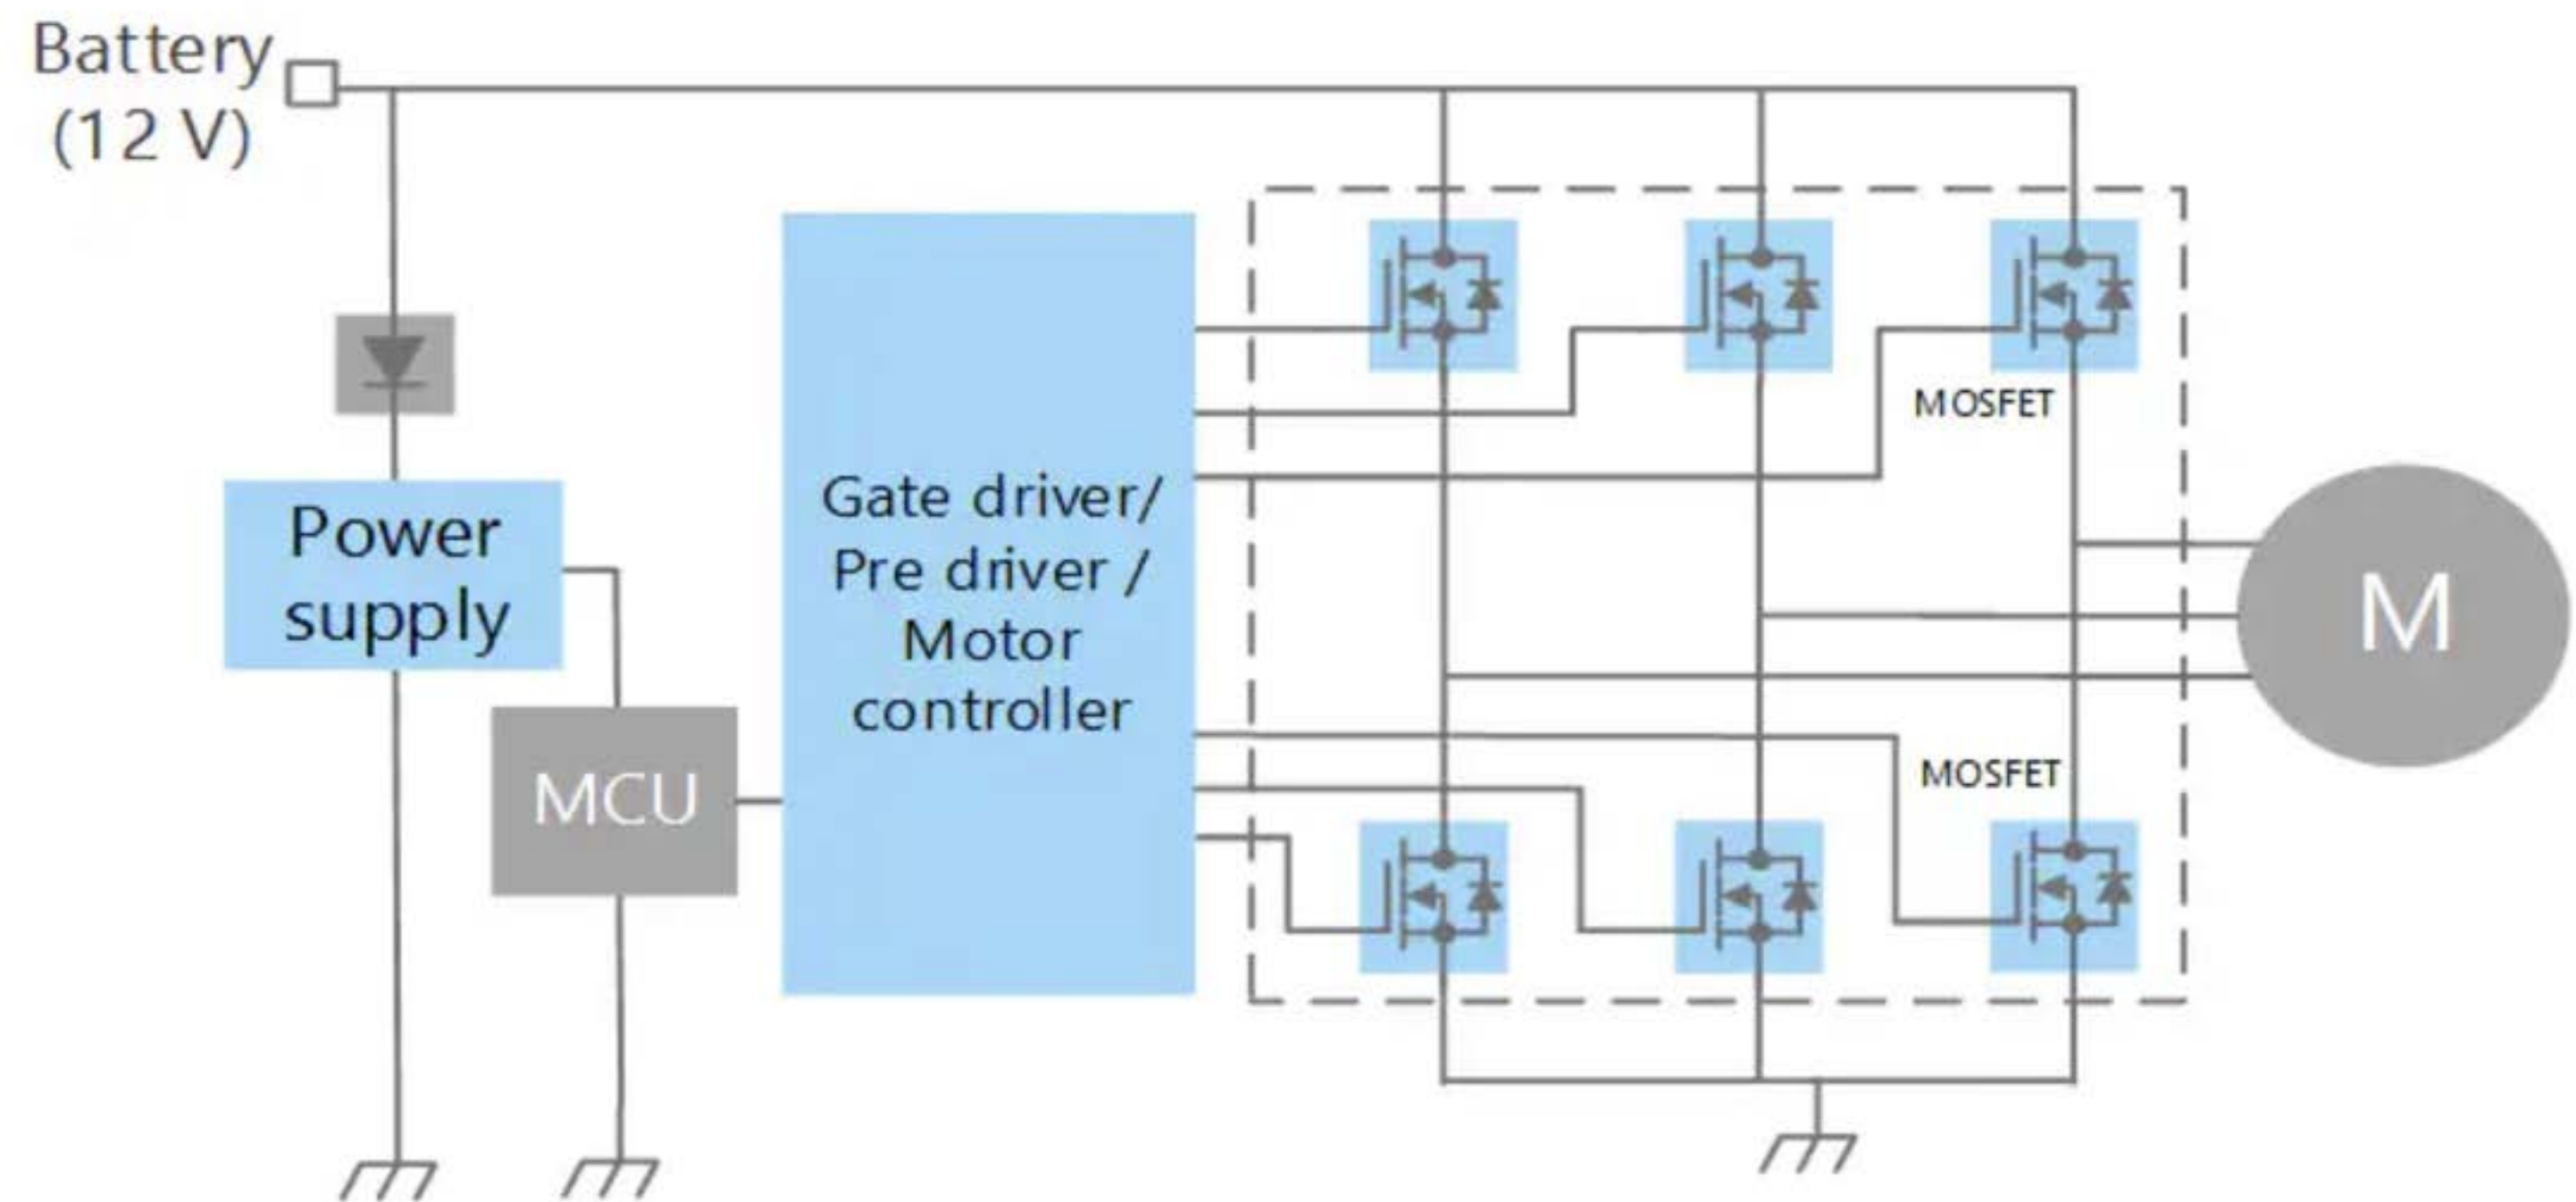 Battery
(12 V)
Power
supply
MCU
Gate driver/
Pre driver /
Motor
controller
MOSFET
MOSFET
M